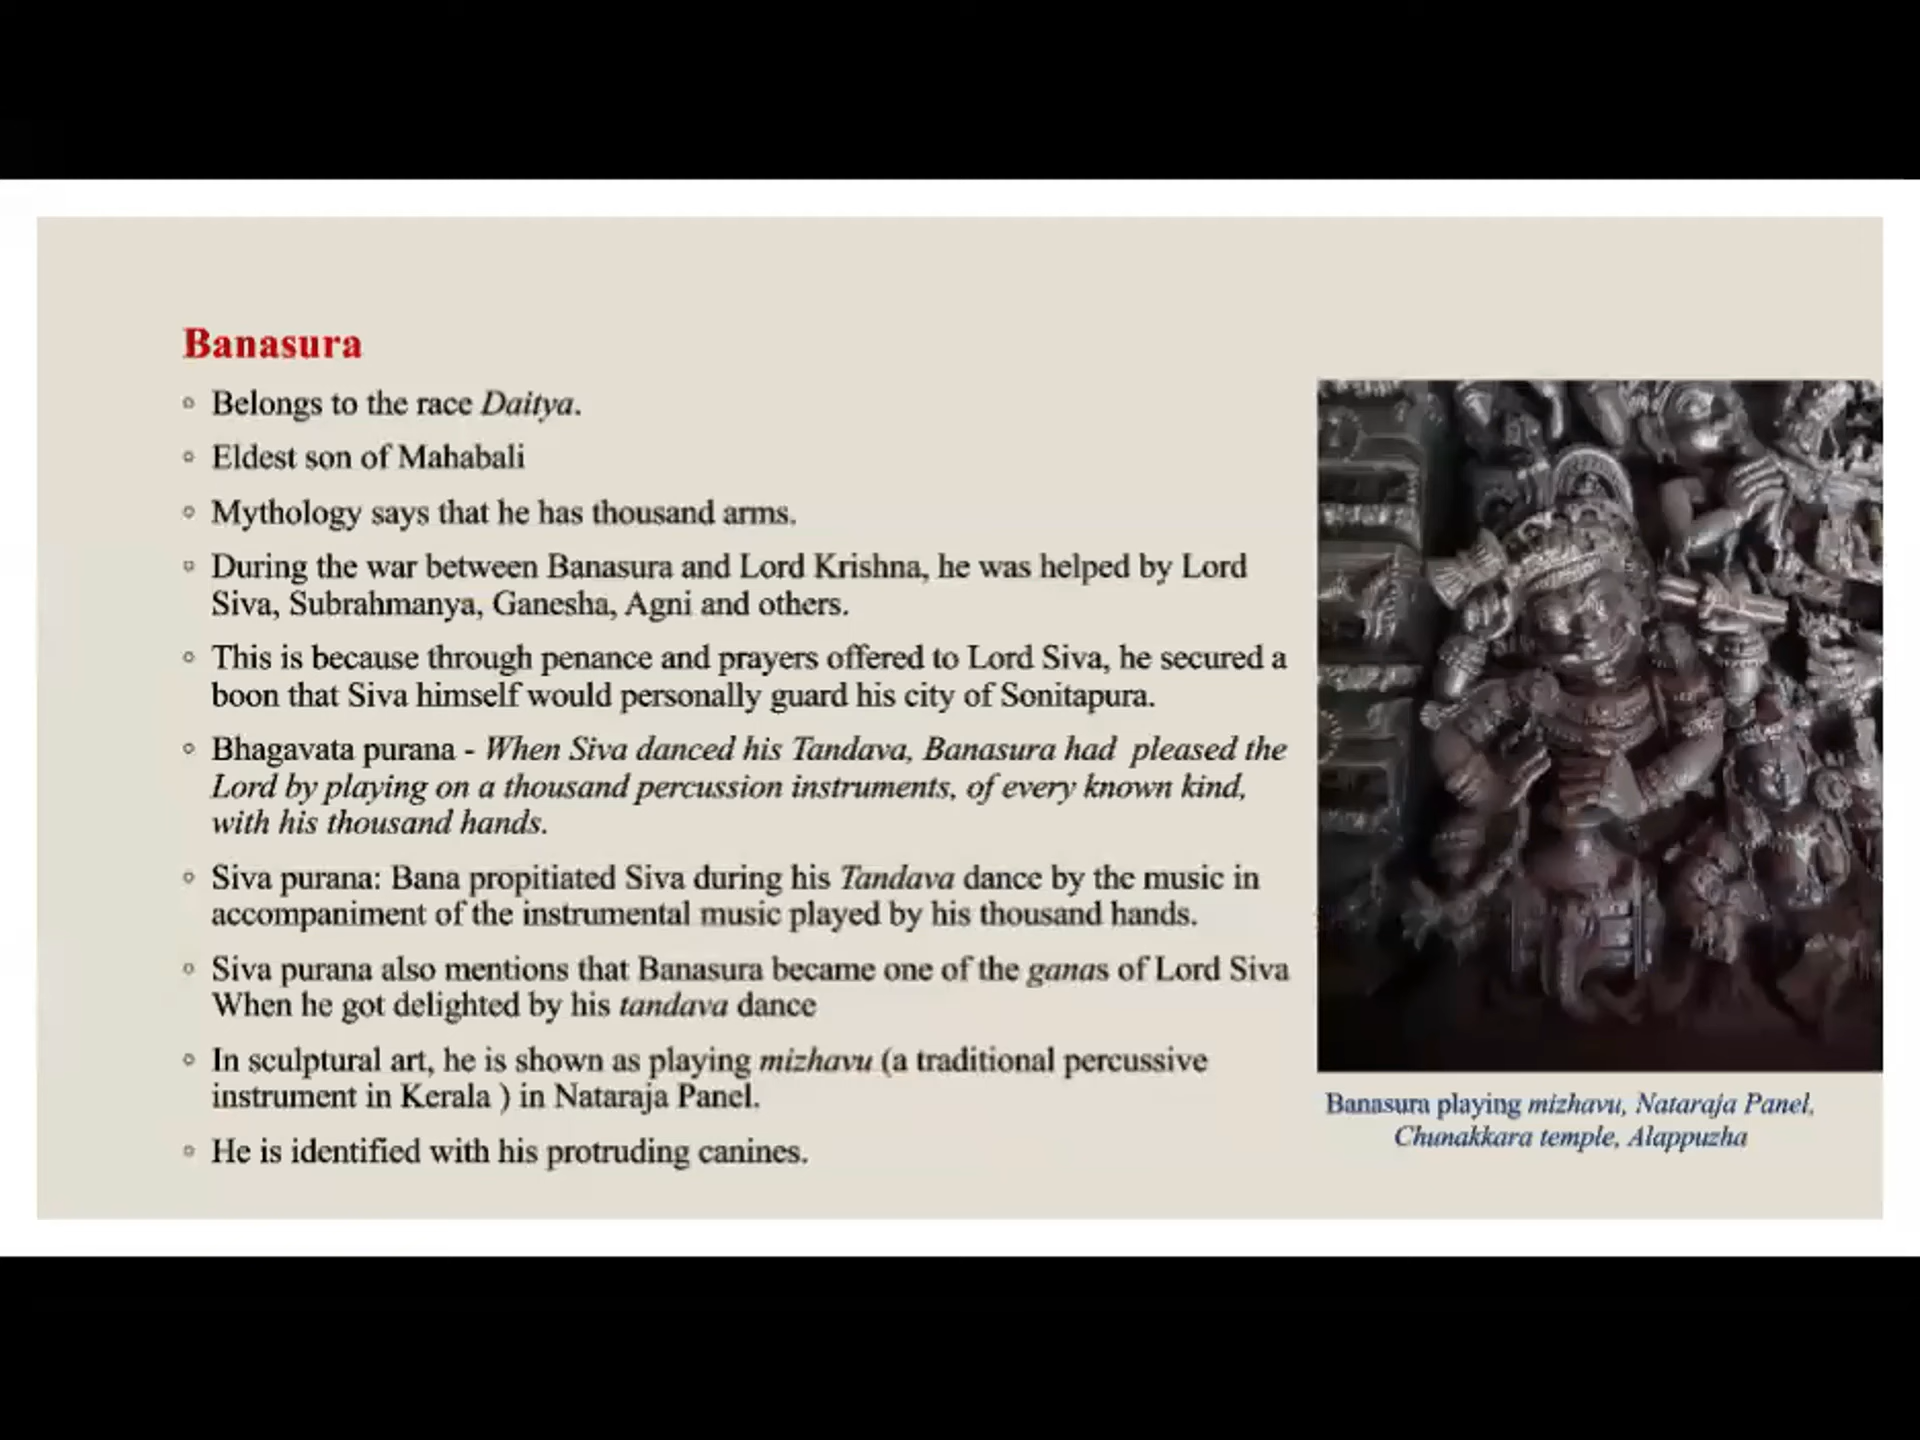 Banasura
Belongs to the race Daitya.
Eldest son of Mahabali
Mythology says that he has thousand arms.
During the war between Banasura and Lord Krishna, he was helped by Lord
Siva, Subrahmanya, Ganesha, Agni and others.
This is because through penance and prayers offered to Lord Siva, he secured a
boon that Siva himself would personally guard his city of Sonitapura.
Bhagavata purana - When Siva danced his Tandava, Banasura had pleased the
Lord by playing on a thousand percussion instruments, of every known kind,
with his thousand hands.
Siva purana: Bana propitiated Siva during his Tandava dance by the music in
accompaniment of the instrumental music played by his thousand hands.
Siva purana also mentions that Banasura became one of the ganas of Lord Siva
When he got delighted by his tandava dance
In sculptural art, he is shown as playing mizhavu (a traditional percussive
instrument in Kerala ) in Nataraja Panel.
He is identified with his protruding canines.
Banasura playing mizhavu, Nataraja Panel,
Chunakkara temple, Alappuzha